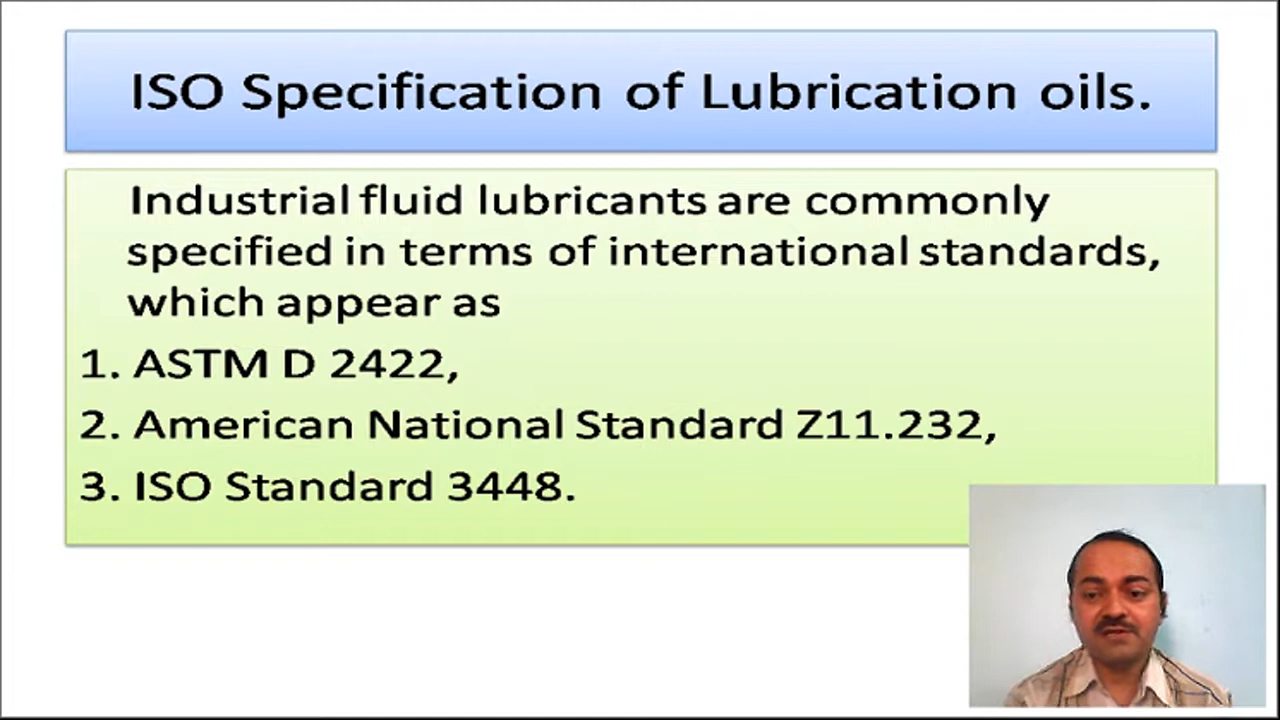 ISO Specification of Lubrication oils.
Industrial fluid lubricants are commonly
specified in terms of international standards,
which appear as
1. ASTM D 2422,
2. American National Standard Z11.232,
3. ISO Standard 3448.